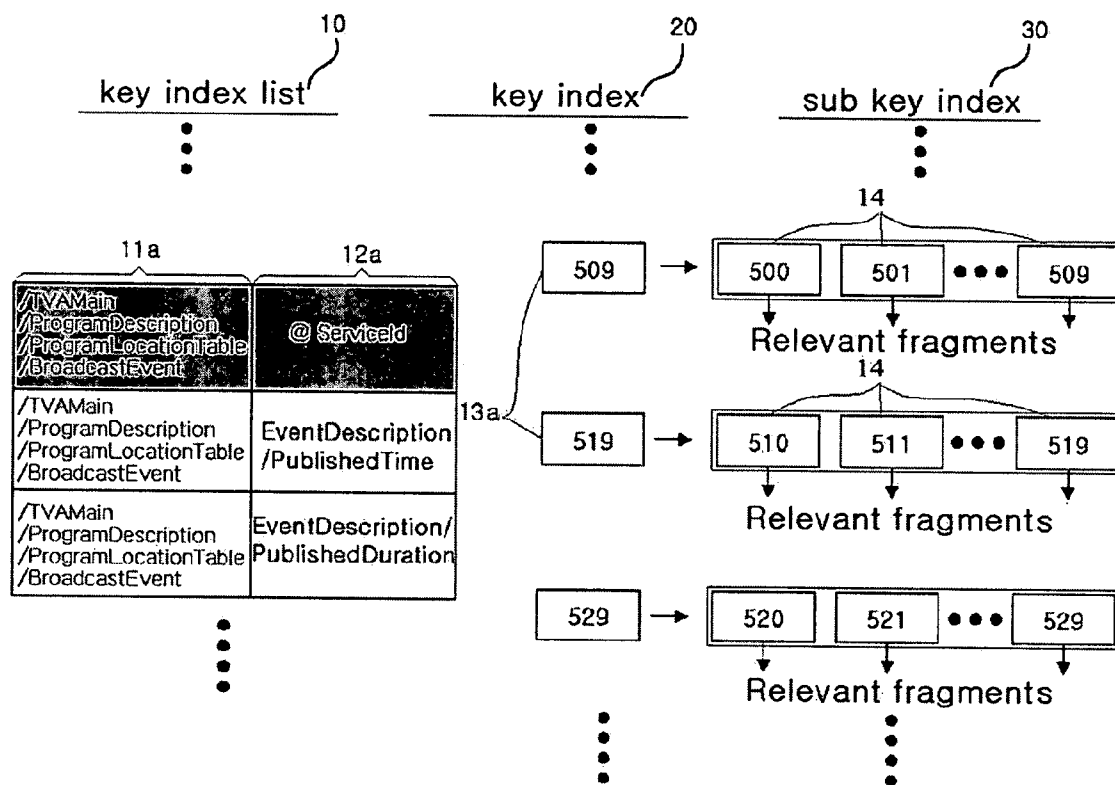 10
20
30
key index list
key index
sub key index
11a
12a
/TVAMain
/ProgramDescription
/ProgramLocationTable
/BroadcastEvent
@ ServiceId
/TVAMain
/ProgramDescription
/ProgramLocationTable
/BroadcastEvent
EventDescription
/PublishedTime
/TVAMain
/ProgramDescription
/ProgramLocationTable
/BroadcastEvent
EventDescription/
PublishedDuration
13a
14
509
500
501
509
Relevant fragments
14
519
510
511
519
Relevant fragments
529
520
521
529
Relevant fragments